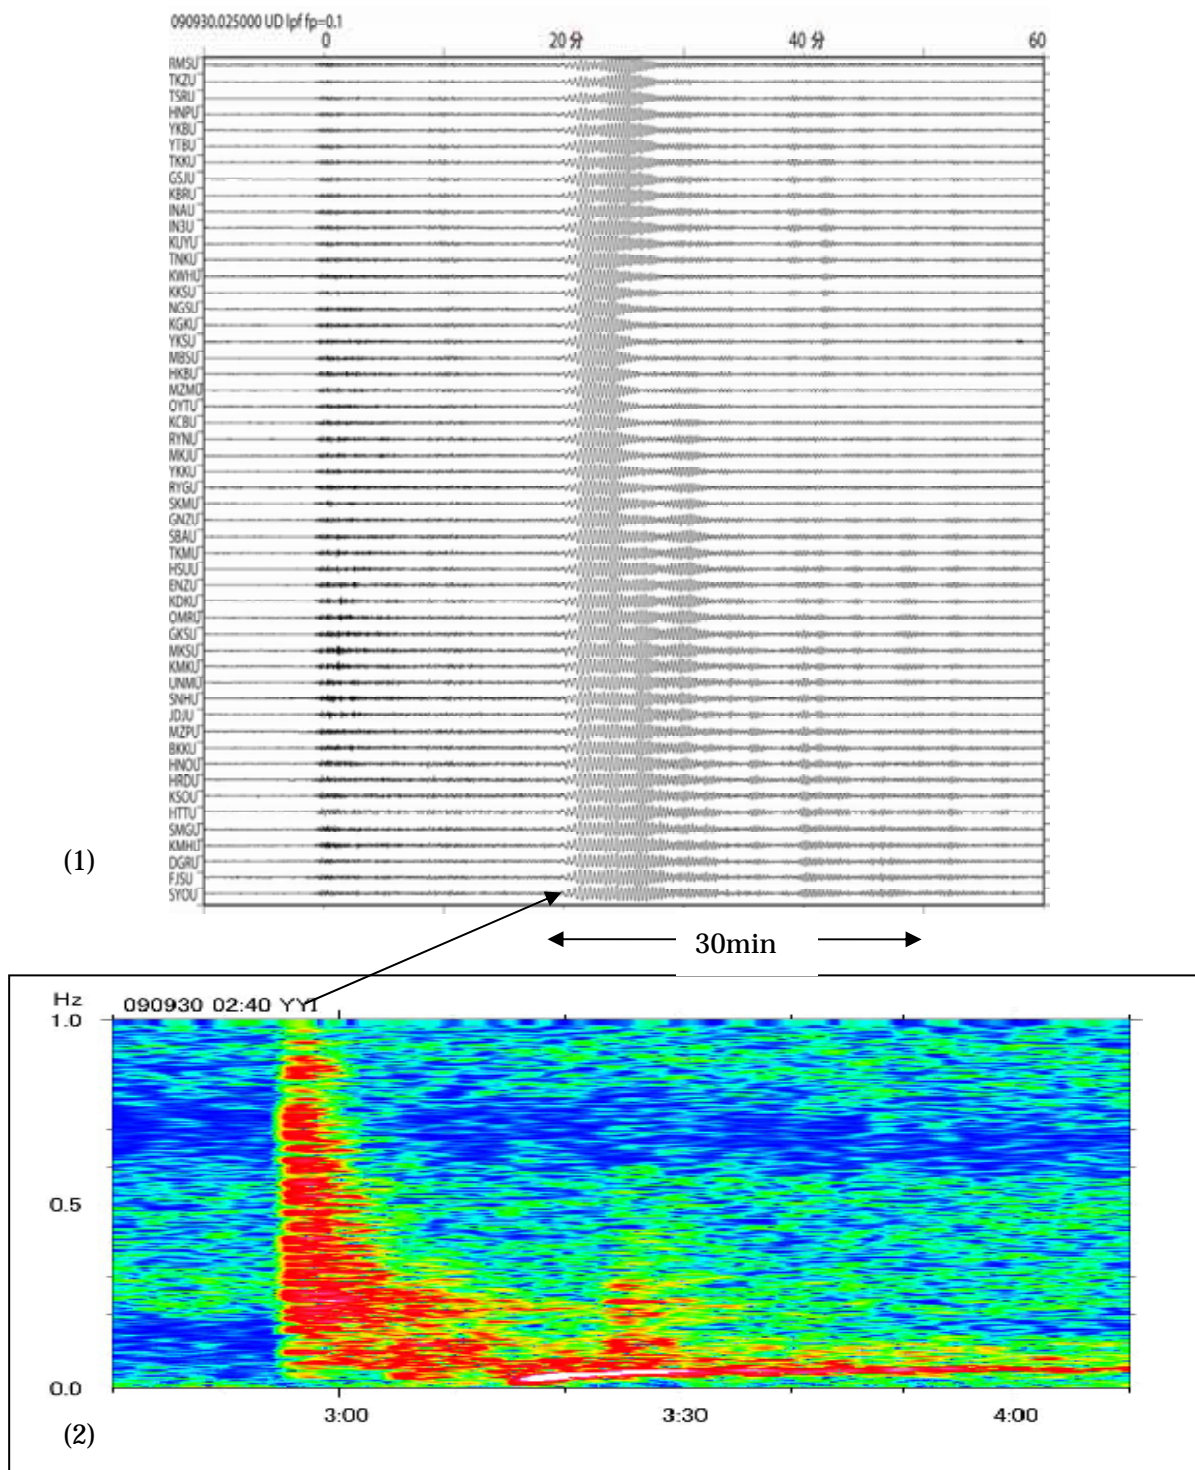 090930.025000 UD lpf fp=0.1
0 20分 40分 60
RMSU
TKZU
TSRU
HNPU
YKBU
YTBU
TKKU
GSJU
KBRU
INAU
IN3U
KUYU
TNKU
KWHU
KKSU
NGSU
KGKU
YKSU
MBSU
HKBU
MZMU
OYTU
KCBU
RYNU
MKJU
YKKU
RYGU
SKMU
GNZU
SBAU
TKMU
HSUU
ENZU
KDKU
OMRU
GKSU
MKSU
KMKU
UNMU
SNHU
JDJU
MZPU
BKKU
HNOU
HRDU
KSOU
HTTU
SMGU
KMHU
DGRU
FJSU
SYOU
(1)
30min
Hz
090930 02:40 YYI
1.0
0.5
0.0
3:00 3:30 4:00
(2)